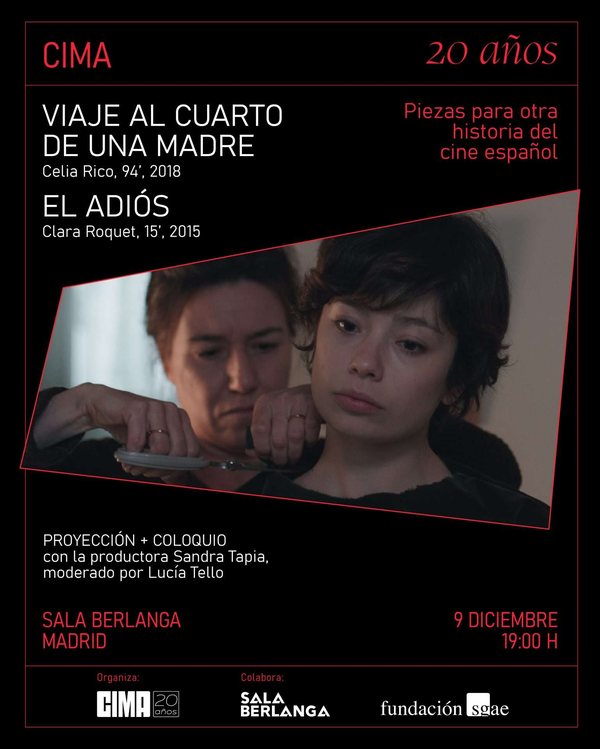 CIMA
20 años
VIAJE AL CUARTO
DE UNA MADRE
Celia Rico, 94', 2018
EL ADIÓS
Clara Roquet, 15', 2015
Piezas para otra
historia del
cine español
PROYECCIÓN + COLOQUIO
con la productora Sandra Tapia,
moderado por Lucía Tello
SALA BERLANGA
MADRID
9 DICIEMBRE
19:00 H
Organiza:
CIMA 20 años
Colabora:
SALA
BERLANGA
fundación sgae